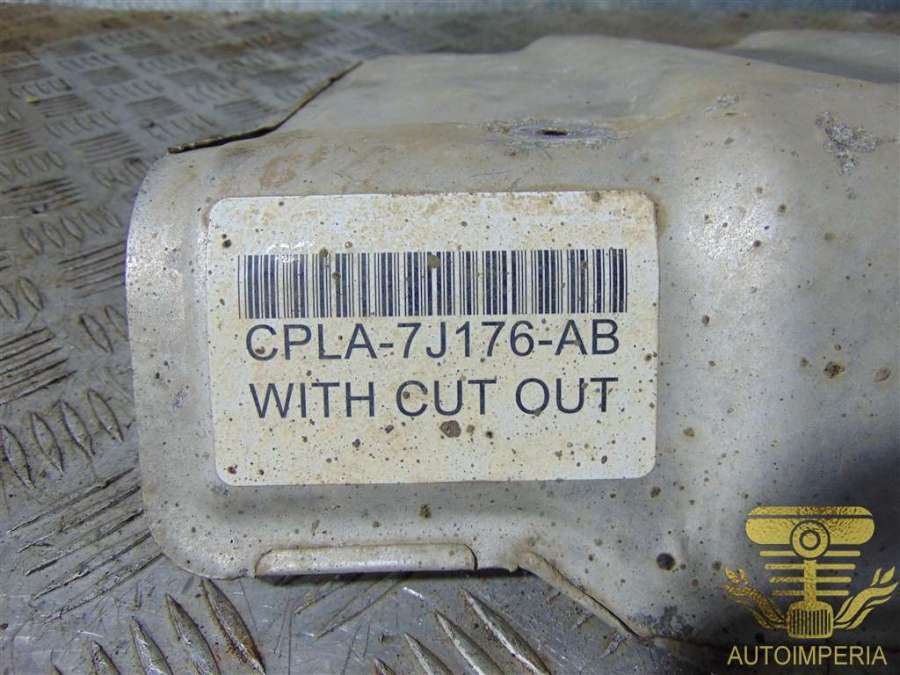 CPLA-7J176-AB
WITH CUT OUT
AUTOIMPERIA